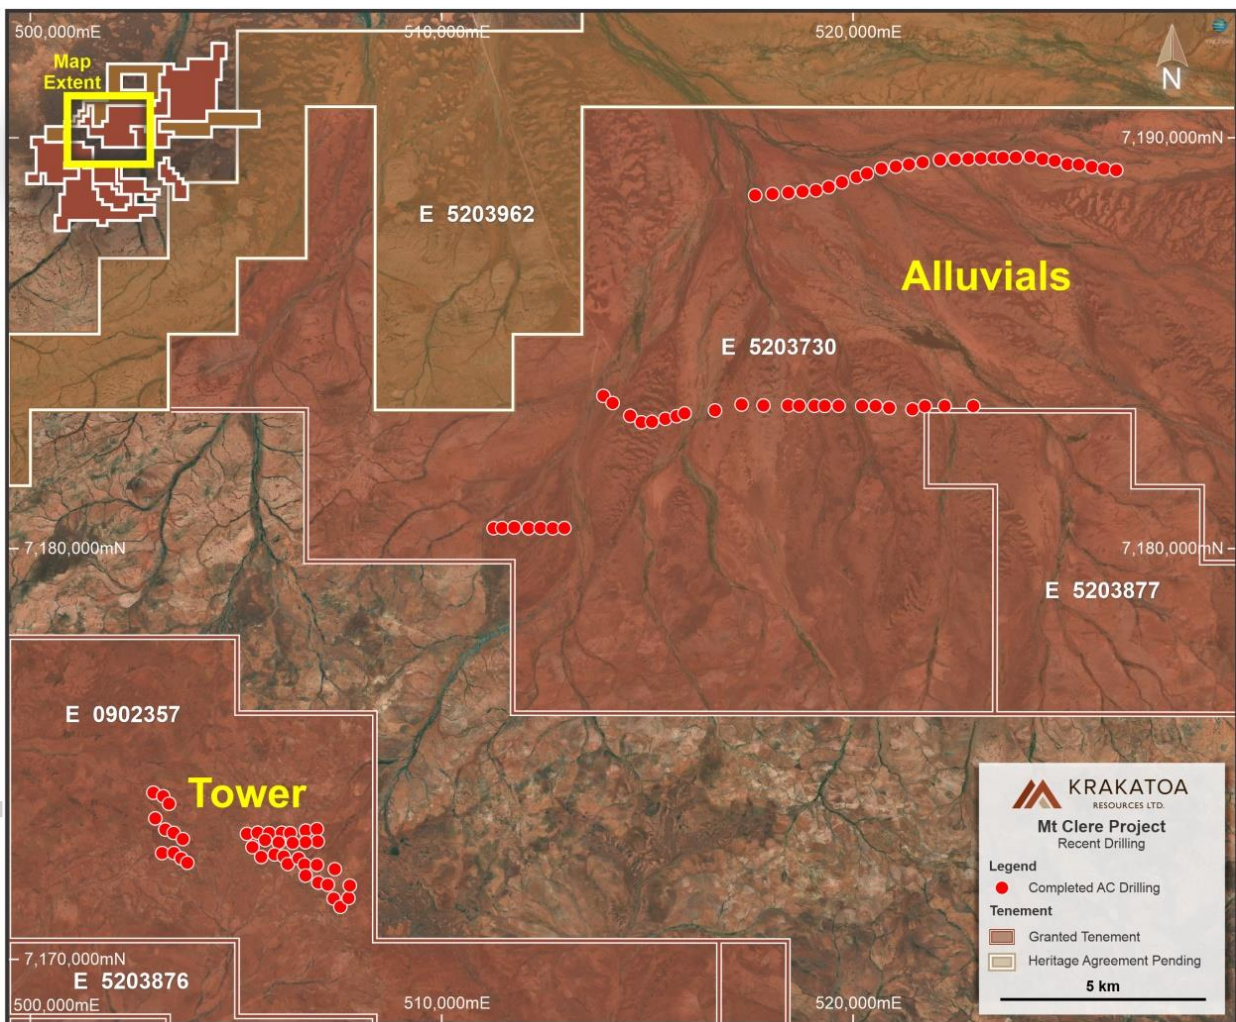 500,000mE
510,000mE
520,000mE
Map
Extent
N
7,190,000mN
E 5203962
Alluvials
E 5203730
7,180,000mN
7,180,000mN
E 5203877
E 0902357
Tower
KRAKATOA
RESOURCES LTD.
Mt Clere Project
Recent Drilling
Legend
Completed AC Drilling
Tenement
Granted Tenement
Heritage Agreement Pending
5 km
7,170,000mN
E 5203876
500,000mE
510,000mE
520,000mE